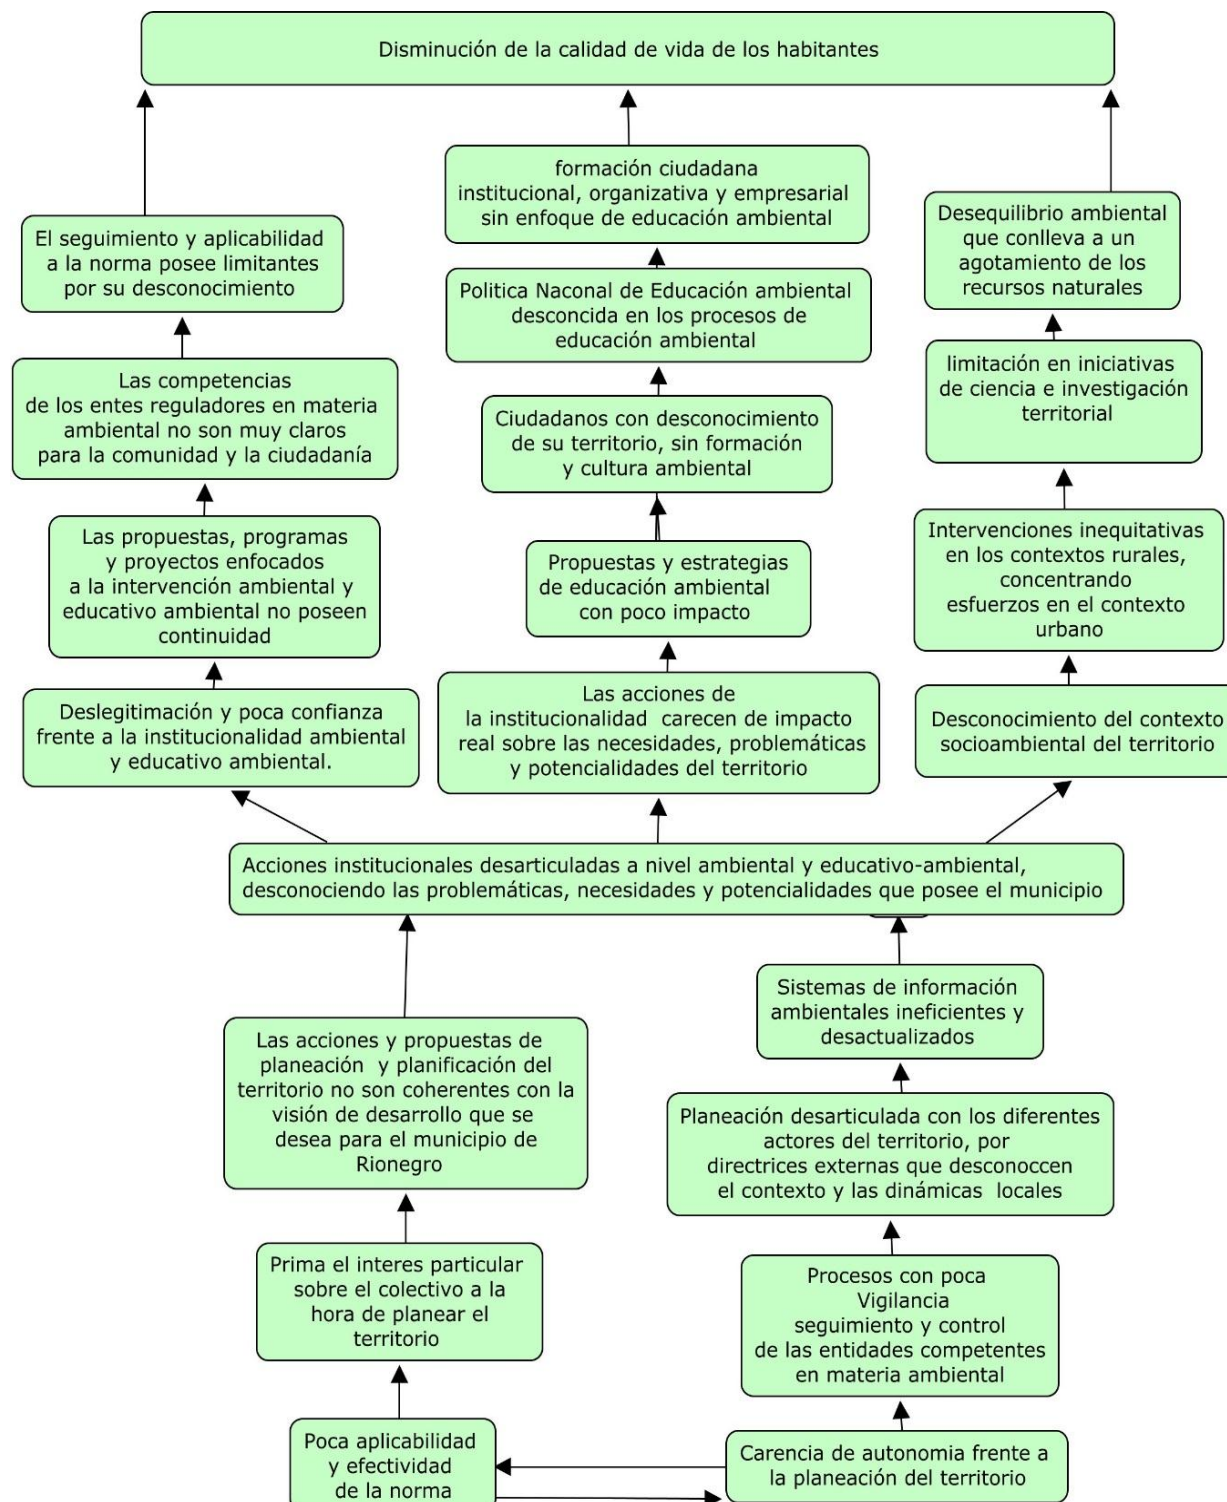 Disminución de la calidad de vida de los habitantes
formación ciudadana
institucional, organizativa y empresarial
sin enfoque de educación ambiental
Desequilibrio ambiental
que conlleva a un
agotamiento de los
recursos naturales
El seguimiento y aplicabilidad
a la norma posee limitantes
por su desconocimiento
Politica Naconal de Educación ambiental
desconcida en los procesos de
educación ambiental
limitación en iniciativas
de ciencia e investigación
territorial
Las competencias
de los entes reguladores en materia
ambiental no son muy claros
para la comunidad y la ciudadanía
Ciudadanos con desconocimiento
de su territorio, sin formación
y cultura ambiental
Intervenciones inequitativas
en los contextos rurales,
concentrando
esfuerzos en el contexto
urbano
Las propuestas, programas
y proyectos enfocados
a la intervención ambiental y
educativo ambiental no poseen
continuidad
Propuestas y estrategias
de educación ambiental
con poco impacto
Deslegitimación y poca confianza
frente a la institucionalidad ambiental
y educativo ambiental.
Las acciones de
la institucionalidad carecen de impacto
real sobre las necesidades, problemáticas
y potencialidades del territorio
Desconocimiento del contexto
socioambiental del territorio
Acciones institucionales desarticuladas a nivel ambiental y educativo-ambiental,
desconociendo las problemáticas, necesidades y potencialidades que posee el municipio
Sistemas de información
ambientales ineficientes y
desactualizados
Las acciones y propuestas de
planeación y planificación del
territorio no son coherentes con la
visión de desarrollo que se
desea para el municipio de
Rionegro
Planeación desarticulada con los diferentes
actores del territorio, por
directrices externas que desconoccen
el contexto y las dinámicas locales
Prima el interes particular
sobre el colectivo a la
hora de planear el
territorio
Procesos con poca
Vigilancia
seguimiento y control
de las entidades competentes
en materia ambiental
Poca aplicabilidad
y efectividad
de la norma
Carencia de autonomia frente a
la planeación del territorio